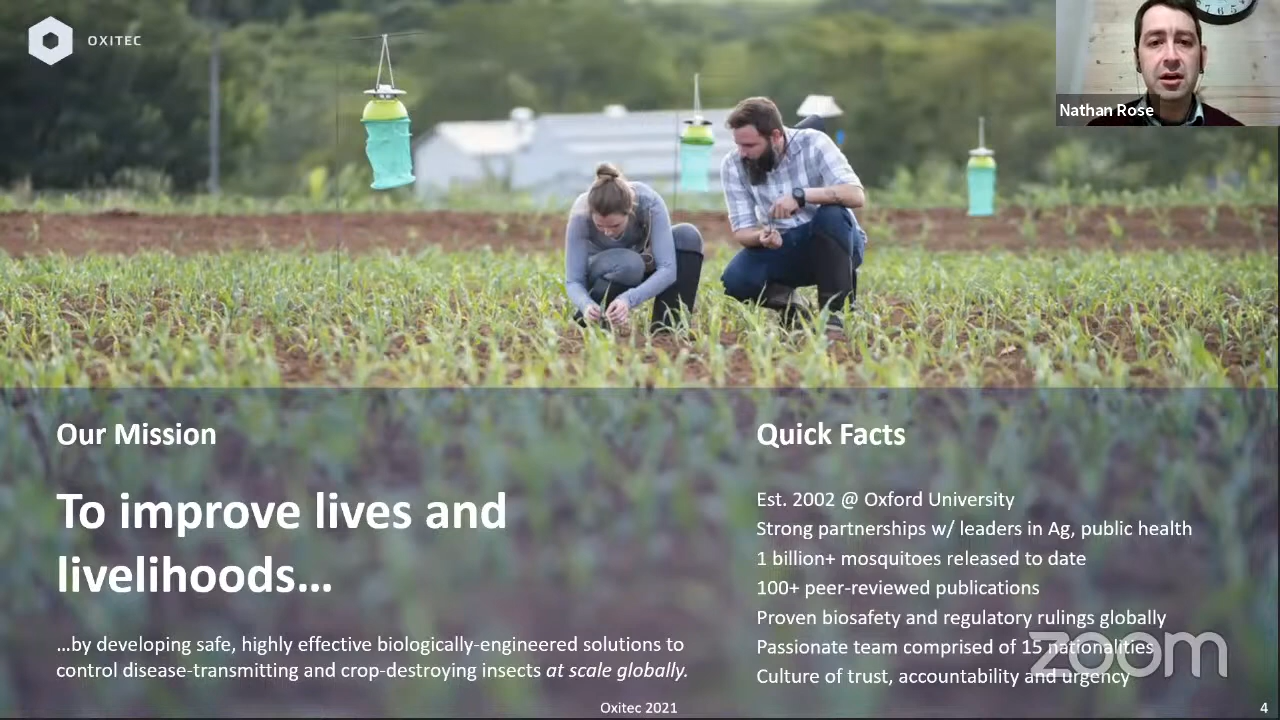 OXITEC
7 6 5
Nathan Rose
Our Mission
To improve lives and
livelihoods...
...by developing safe, highly effective biologically-engineered solutions to
control disease-transmitting and crop-destroying insects at scale globally.
Quick Facts
Est. 2002 @ Oxford University
Strong partnerships w/ leaders in Ag, public health
1 billion+ mosquitoes released to date
100+ peer-reviewed publications
Proven biosafety and regulatory rulings globally
Passionate team comprised of 15 nationalities
Culture of trust, accountability and urgency
zoom
Oxitec 2021
4